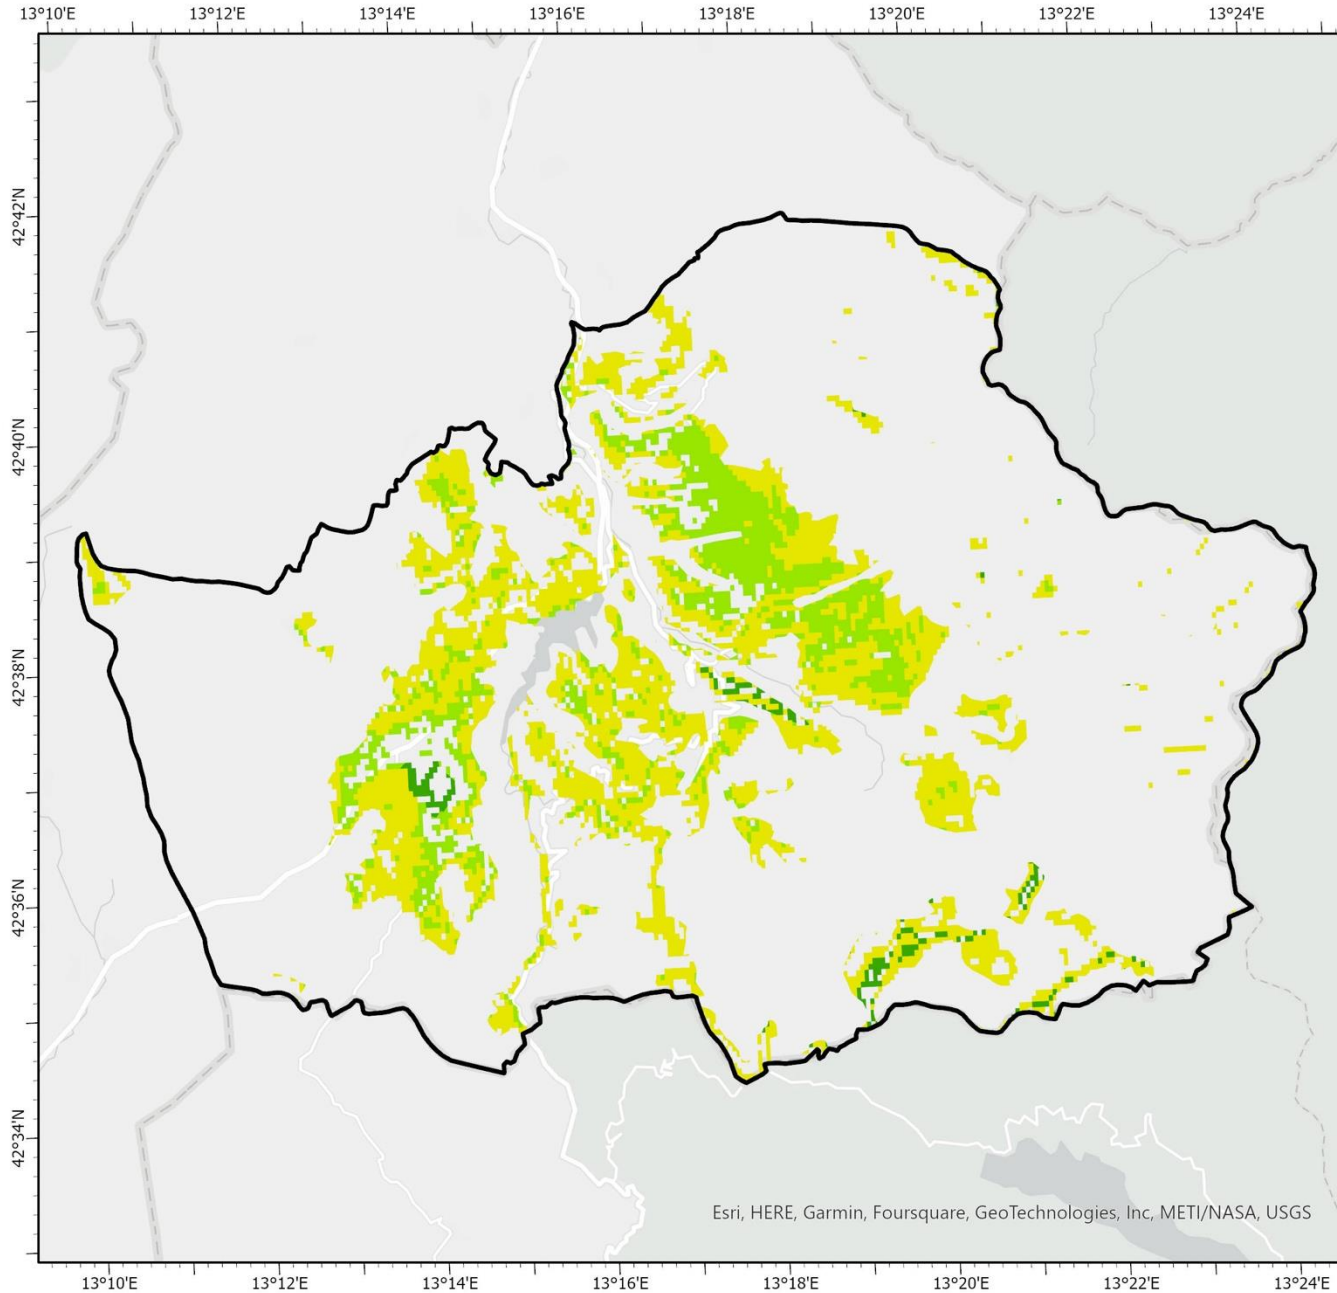 13°10'E 13°12'E 13°14'E 13°16'E 13°18'E 13°20'E 13°22'E 13°24'E
42°42'N
42°40'N
42°38'N
42°36'N
42°34'N
Esri, HERE, Garmin, Foursquare, GeoTechnologies, Inc, METI/NASA, USGS
13°10'E 13°12'E 13°14'E 13°16'E 13°18'E 13°20'E 13°22'E 13°24'E